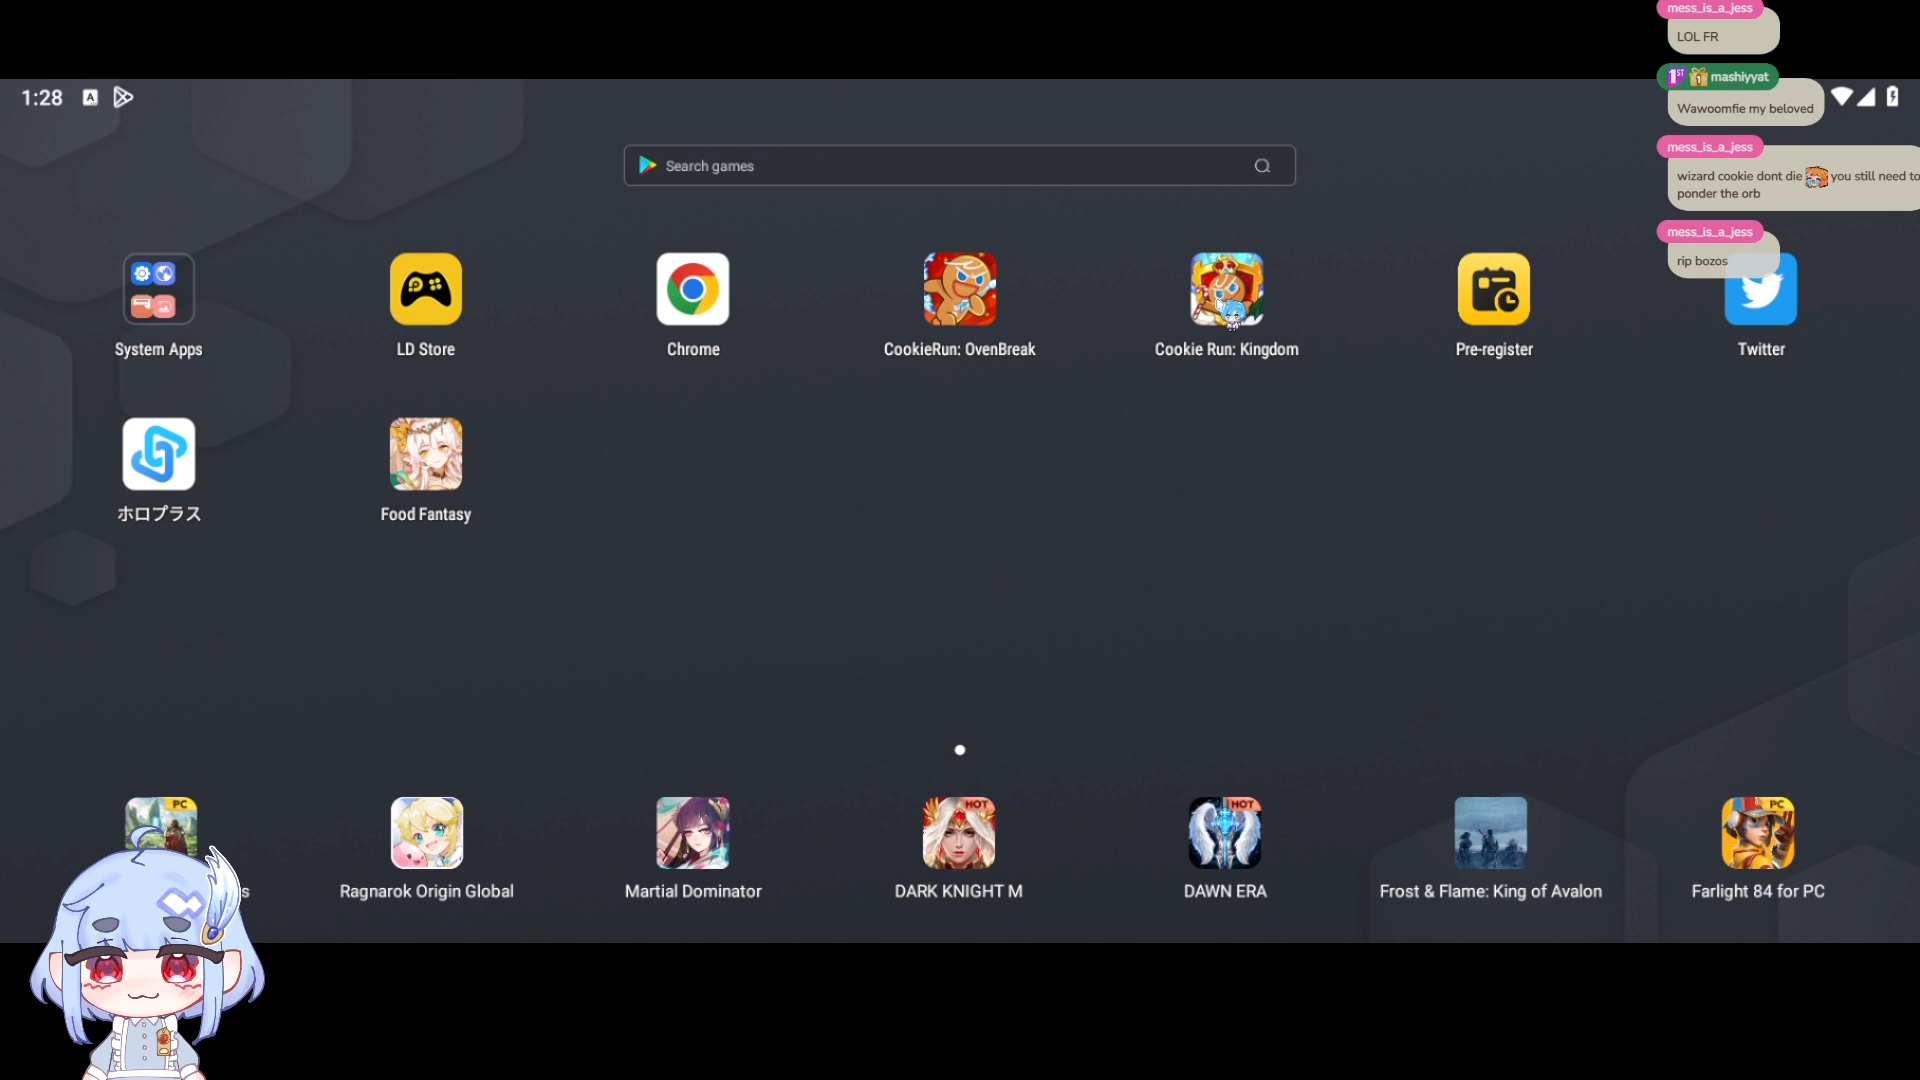 mess_is_a_jess
LOL FR
1ST 1 mashiyyat
Wawoomfie my beloved
1:28
A
mess_is_a_jess
wizard cookie dont die you still need to
ponder the orb
mess_is_a_jess
rip bozos
Search games
System Apps
LD Store
Chrome
CookieRun: OvenBreak
Cookie Run: Kingdom
Pre-register
Twitter
ホロプラス
Food Fantasy
PC
HOT
HOT
PC
s
Ragnarok Origin Global
Martial Dominator
DARK KNIGHT M
DAWN ERA
Frost & Flame: King of Avalon
Farlight 84 for PC